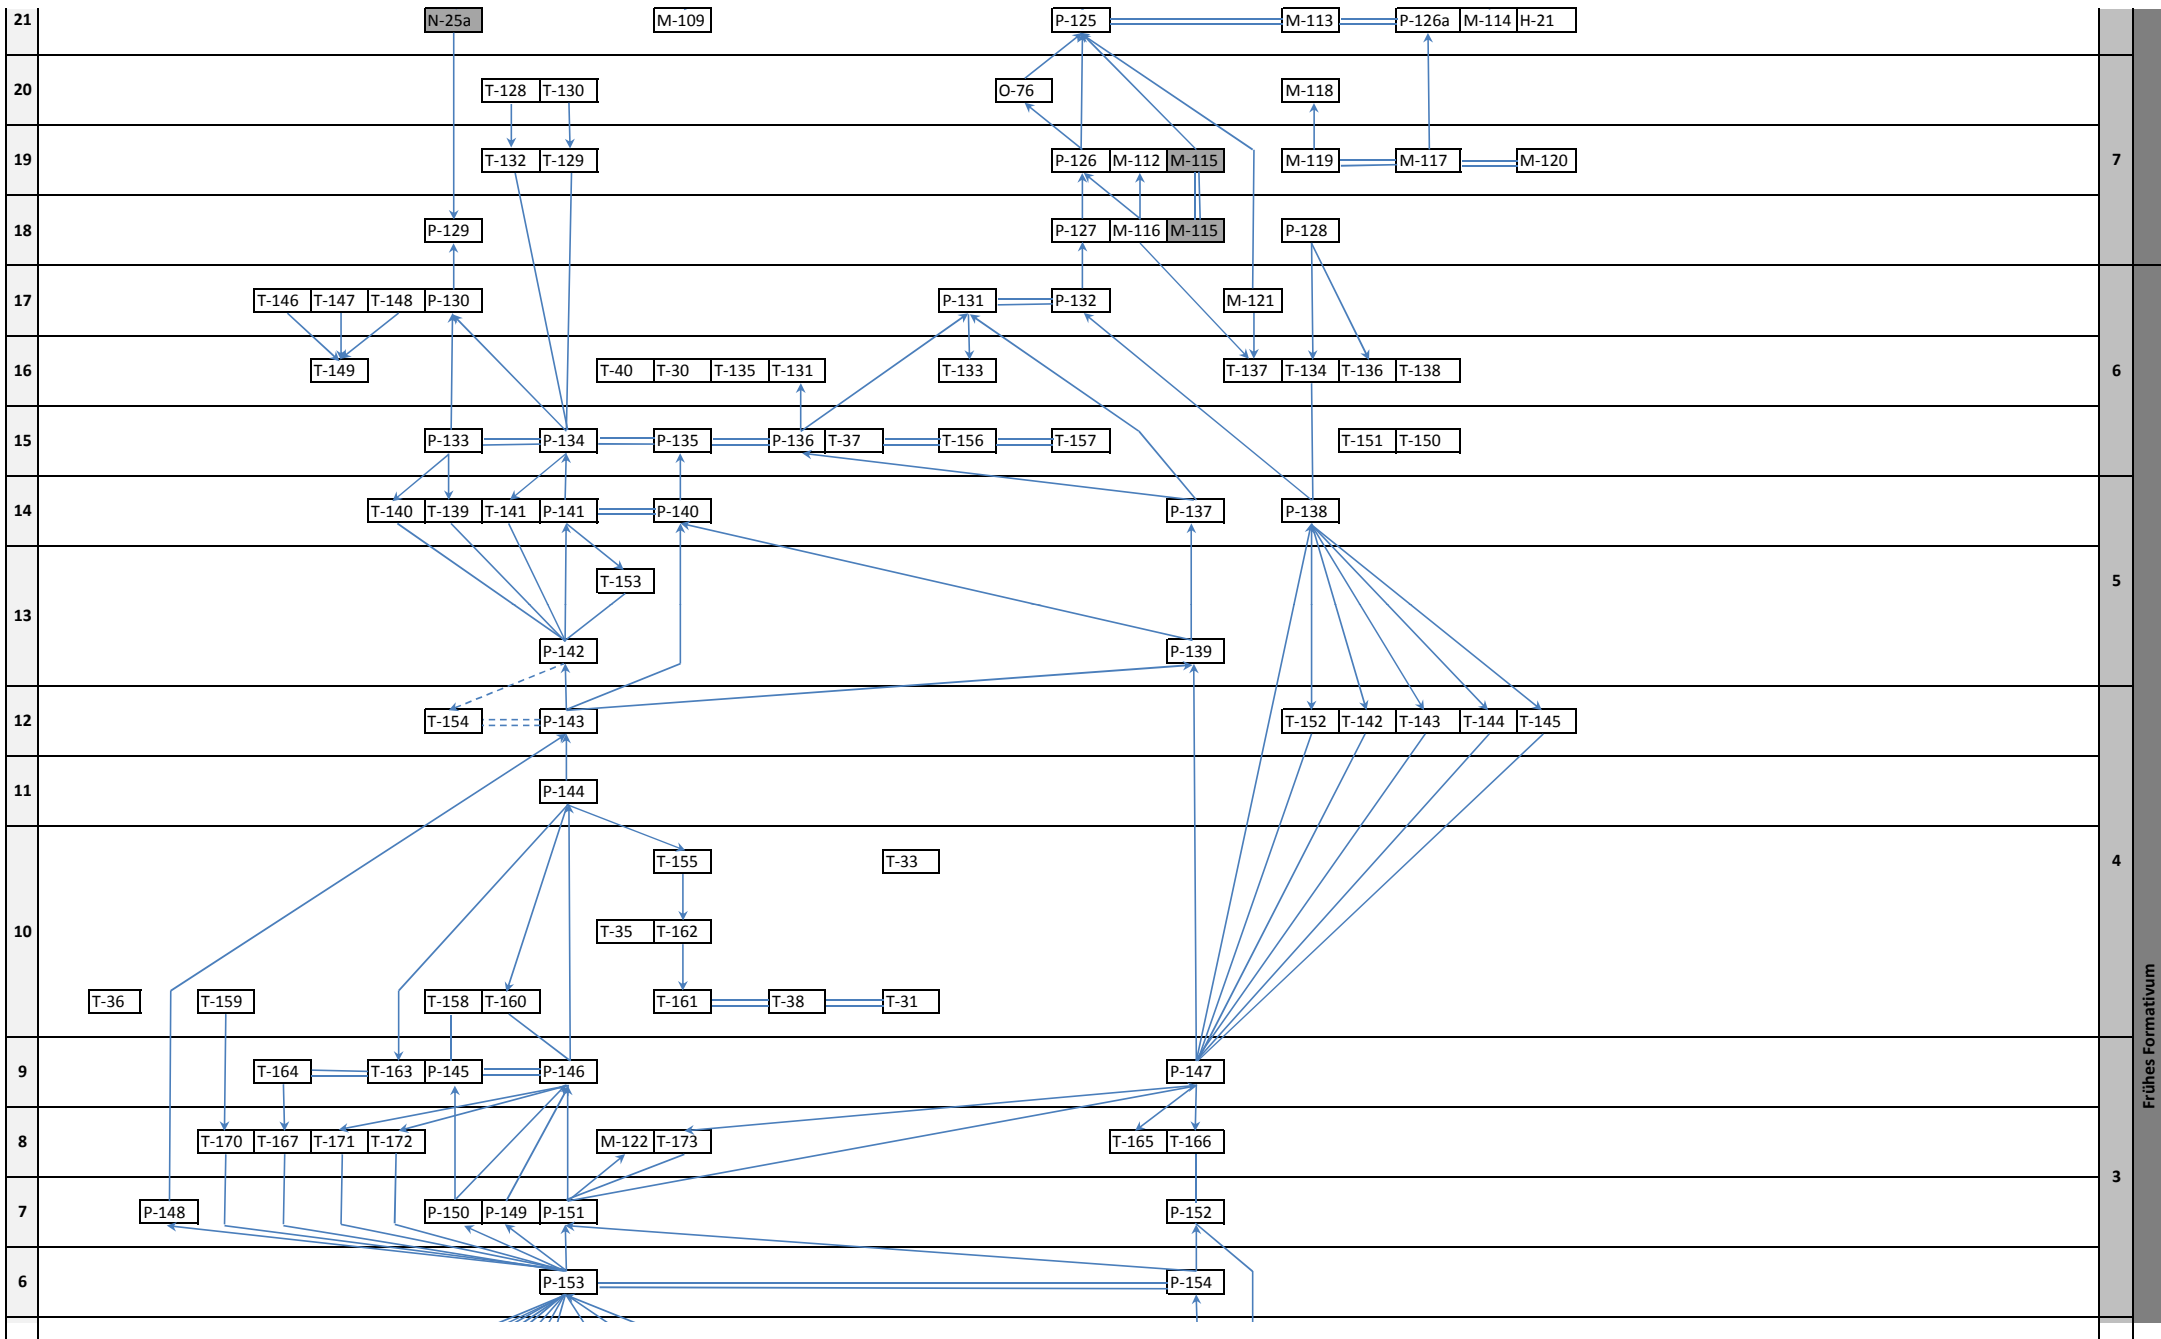 21 N-25a M-109 P-125 M-113 P-126a M-114 H-21
20 T-128 T-130 O-76 M-118
19 T-132 T-129 P-126 M-112 M-115 M-119 M-117 M-120 7
18 P-129 P-127 M-116 M-115 P-128
17 T-146 T-147 T-148 P-130 P-131 P-132 M-121
16 T-149 T-40 T-30 T-135 T-131 T-133 T-137 T-134 T-136 T-138 6
15 P-133 P-134 P-135 P-136 T-37 T-156 T-157 T-151 T-150
14 T-140 T-139 T-141 P-141 P-140 P-137 P-138
T-153 5
13
P-142 P-139
12 T-154 P-143 T-152 T-142 T-143 T-144 T-145
11 P-144
T-155 T-33 4
10 T-35 T-162
T-36 T-159 T-158 T-160 T-161 T-38 T-31
9 T-164 T-163 P-145 P-146 P-147
8 T-170 T-167 T-171 T-172 M-122 T-173 T-165 T-166
3
7 P-148 P-150 P-149 P-151 P-152
6 P-153 P-154
Frühes Formativum